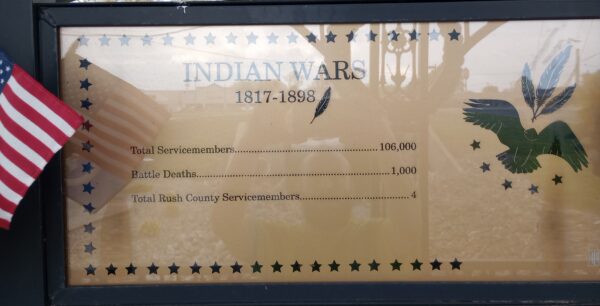 INDIAN WARS
1817-1898
Total Servicemembers........................................106,000
Battle Deaths..............................................................1,000
Total Rush County Servicemembers...............................4